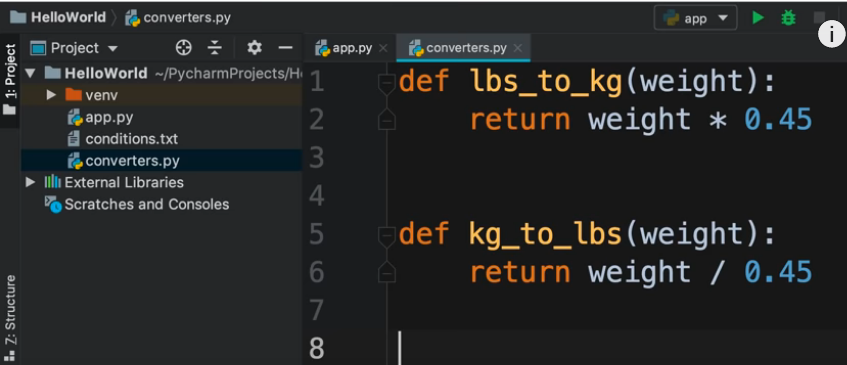 HelloWorld converters.py
app
i
1: Project
Project
app.py
converters.py
HelloWorld ~/PycharmProjects/H
venv
app.py
conditions.txt
converters.py
External Libraries
Scratches and Consoles
Z: Structure
1 def lbs_to_kg(weight):
2     return weight * 0.45
3
4
5 def kg_to_lbs(weight):
6     return weight / 0.45
7
8